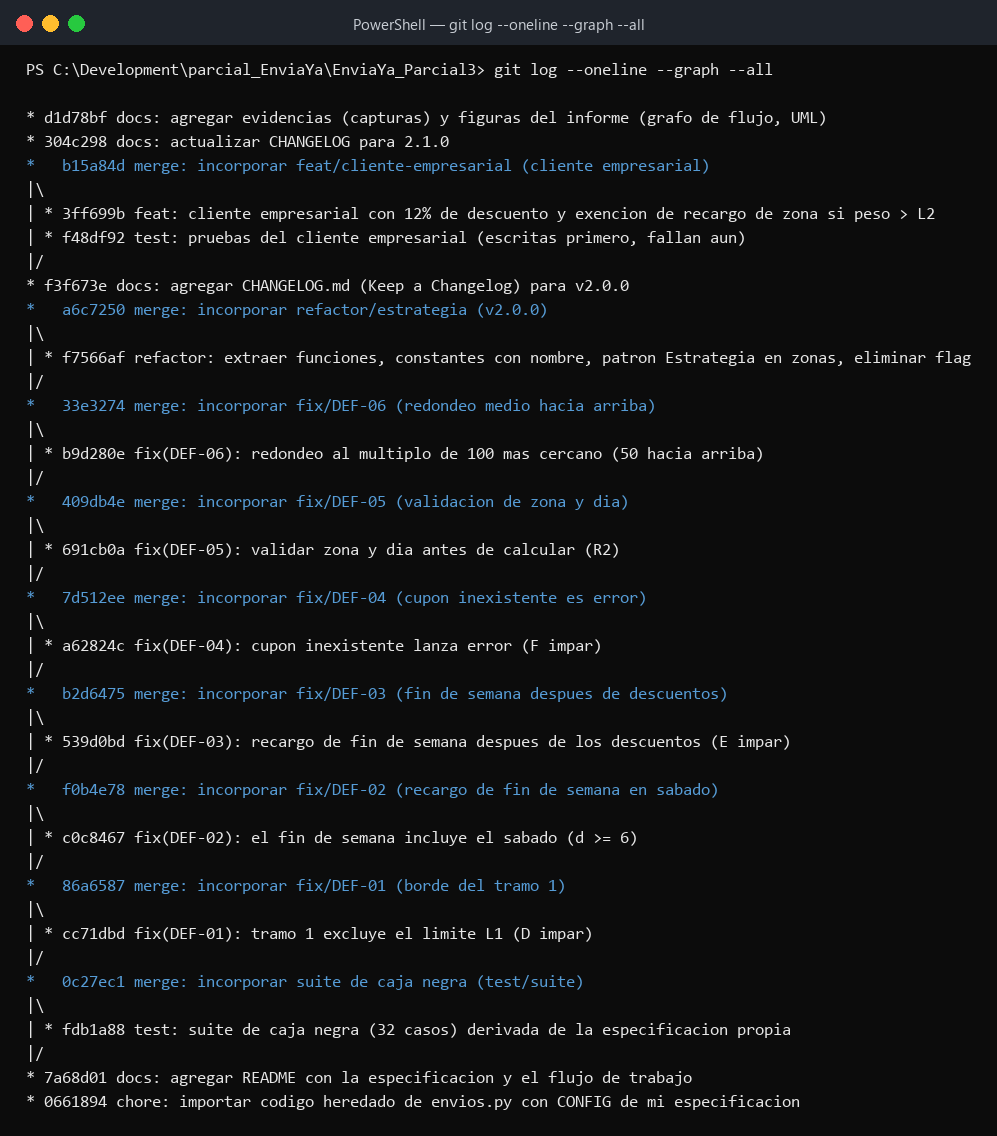 PowerShell — git log --oneline --graph --all
PS C:\Development\parcial_EnviaYa\EnviaYa_Parcial3> git log --oneline --graph --all
* d1d78bf docs: agregar evidencias (capturas) y figuras del informe (grafo de flujo, UML)
* 304c298 docs: actualizar CHANGELOG para 2.1.0
*   b15a84d merge: incorporar feat/cliente-empresarial (cliente empresarial)
|\
| * 3ff699b feat: cliente empresarial con 12% de descuento y exencion de recargo de zona si peso > L2
| * f48df92 test: pruebas del cliente empresarial (escritas primero, fallan aun)
|/
* f3f673e docs: agregar CHANGELOG.md (Keep a Changelog) para v2.0.0
*   a6c7250 merge: incorporar refactor/estrategia (v2.0.0)
|\
| * f7566af refactor: extraer funciones, constantes con nombre, patron Estrategia en zonas, eliminar flag
|/
*   33e3274 merge: incorporar fix/DEF-06 (redondeo medio hacia arriba)
|\
| * b9d280e fix(DEF-06): redondeo al multiplo de 100 mas cercano (50 hacia arriba)
|/
*   409db4e merge: incorporar fix/DEF-05 (validacion de zona y dia)
|\
| * 691cb0a fix(DEF-05): validar zona y dia antes de calcular (R2)
|/
*   7d512ee merge: incorporar fix/DEF-04 (cupon inexistente es error)
|\
| * a62824c fix(DEF-04): cupon inexistente lanza error (F impar)
|/
*   b2d6475 merge: incorporar fix/DEF-03 (fin de semana despues de descuentos)
|\
| * 539d0bd fix(DEF-03): recargo de fin de semana despues de los descuentos (E impar)
|/
*   f0b4e78 merge: incorporar fix/DEF-02 (recargo de fin de semana en sabado)
|\
| * c0c8467 fix(DEF-02): el fin de semana incluye el sabado (d >= 6)
|/
*   86a6587 merge: incorporar fix/DEF-01 (borde del tramo 1)
|\
| * cc71dbd fix(DEF-01): tramo 1 excluye el limite L1 (D impar)
|/
*   0c27ec1 merge: incorporar suite de caja negra (test/suite)
|\
| * fdb1a88 test: suite de caja negra (32 casos) derivada de la especificacion propia
|/
* 7a68d01 docs: agregar README con la especificacion y el flujo de trabajo
* 0661894 chore: importar codigo heredado de envios.py con CONFIG de mi especificacion